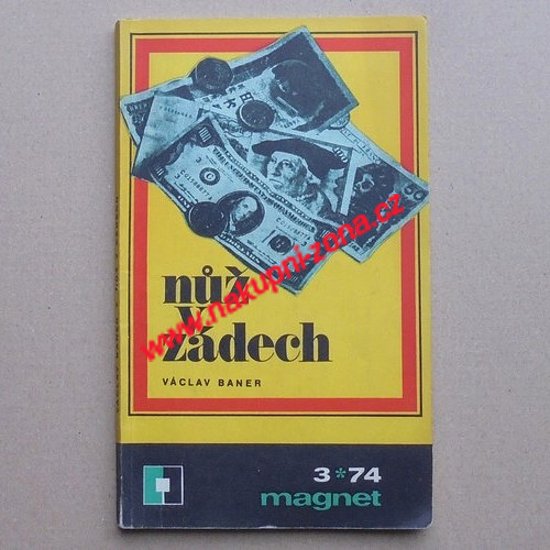 nůž
v
zádech
VÁCLAV BANER
3*74
magnet
www.nakupni-zona.cz